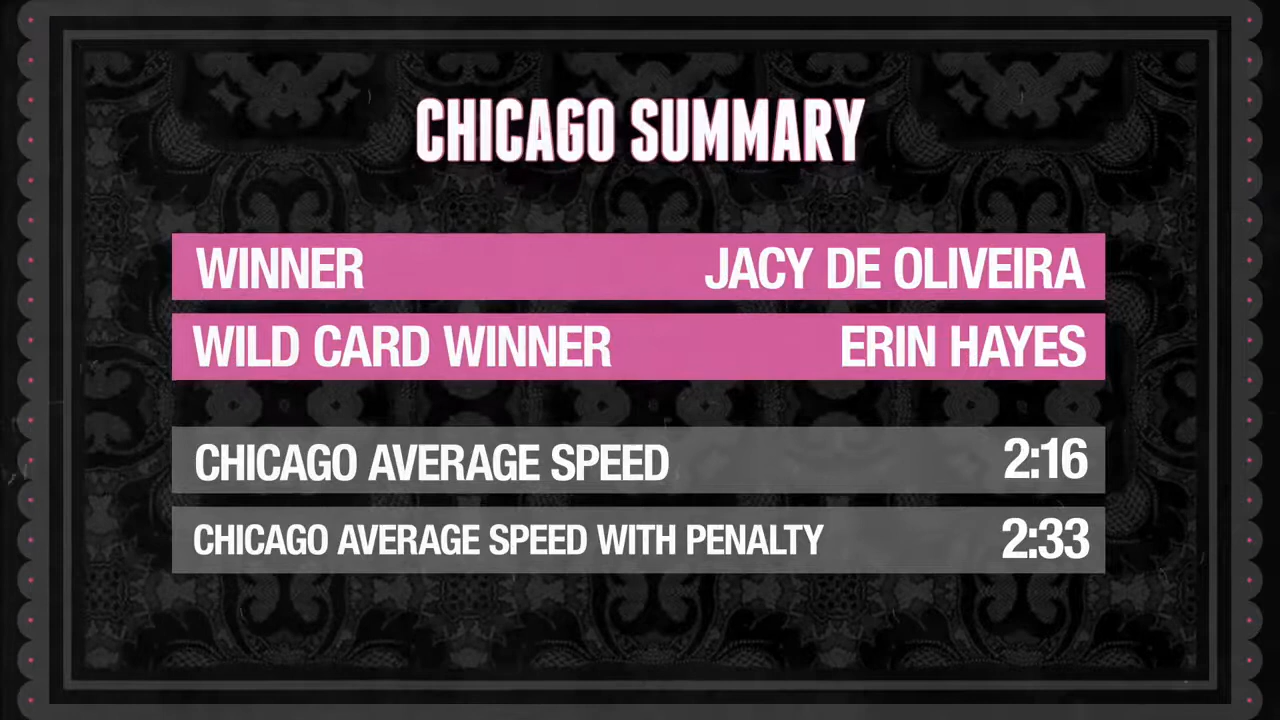 CHICAGO SUMMARY
WINNER JACY DE OLIVEIRA
WILD CARD WINNER ERIN HAYES
CHICAGO AVERAGE SPEED 2:16
CHICAGO AVERAGE SPEED WITH PENALTY 2:33